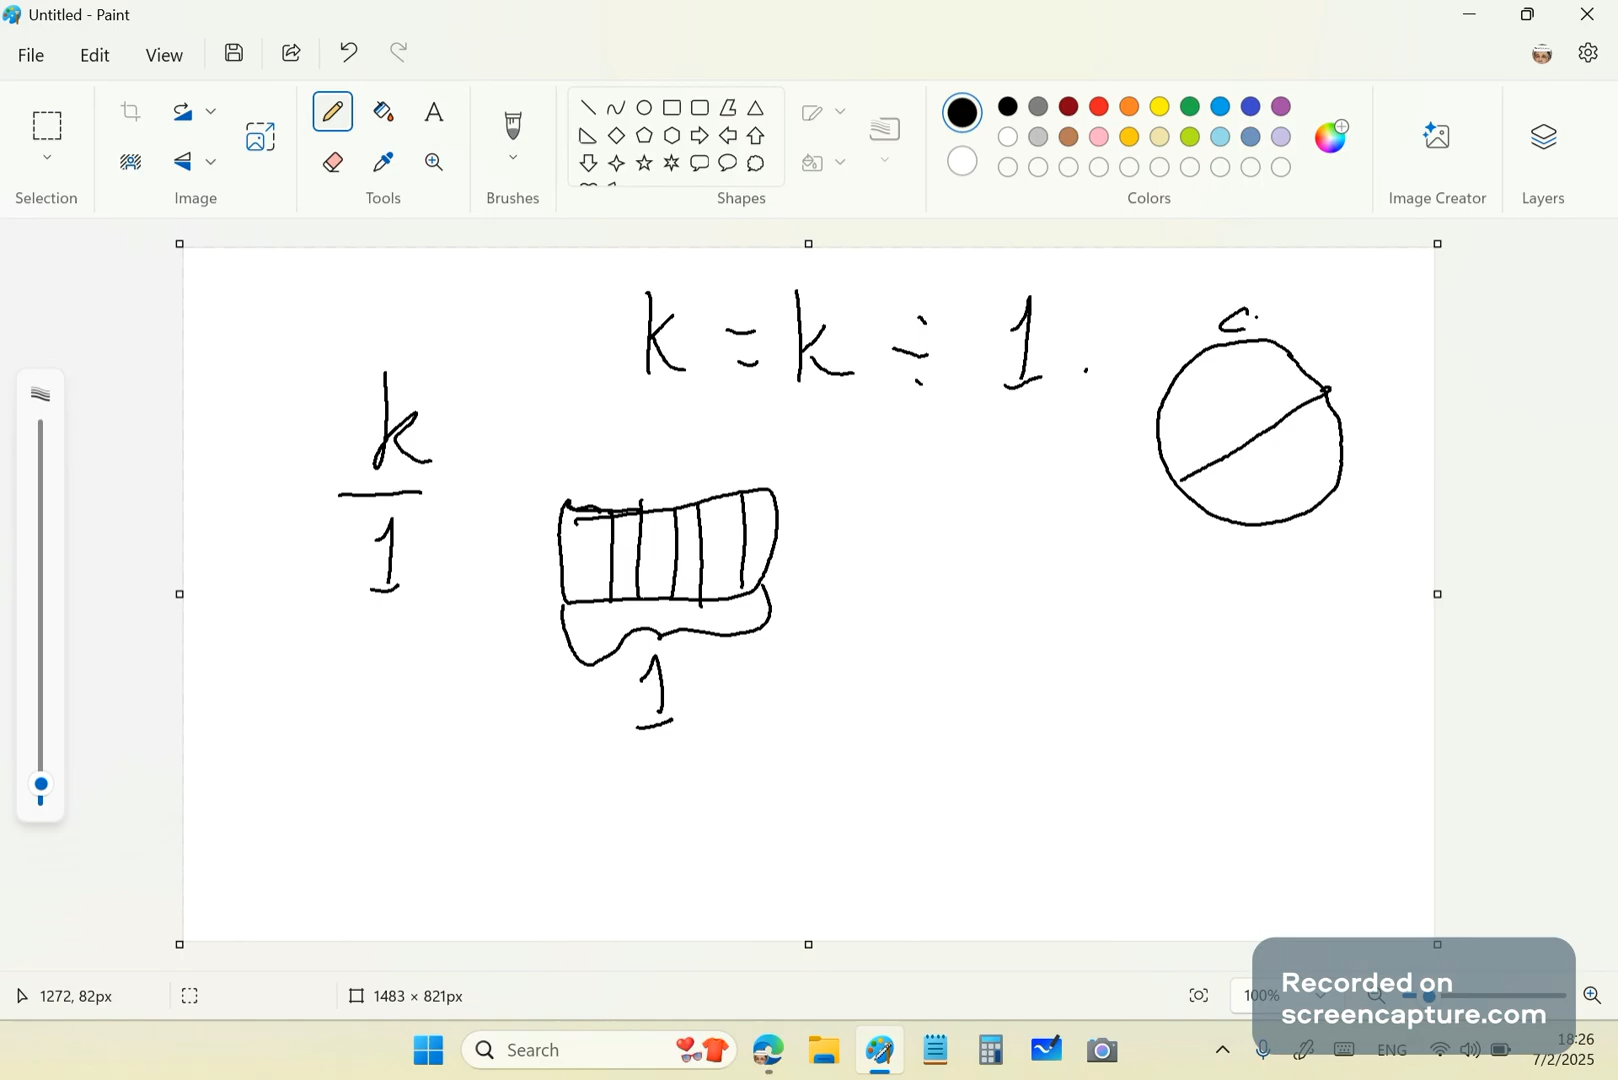 Untitled - Paint
File Edit View
Selection Image Tools Brushes Shapes Colors Image Creator Layers
k = k ÷ 1 .
c.
k
1
1
1272, 82px 1483 × 821px 100%
Recorded on
screencapture.com
Search ENG 18:26
7/2/2025